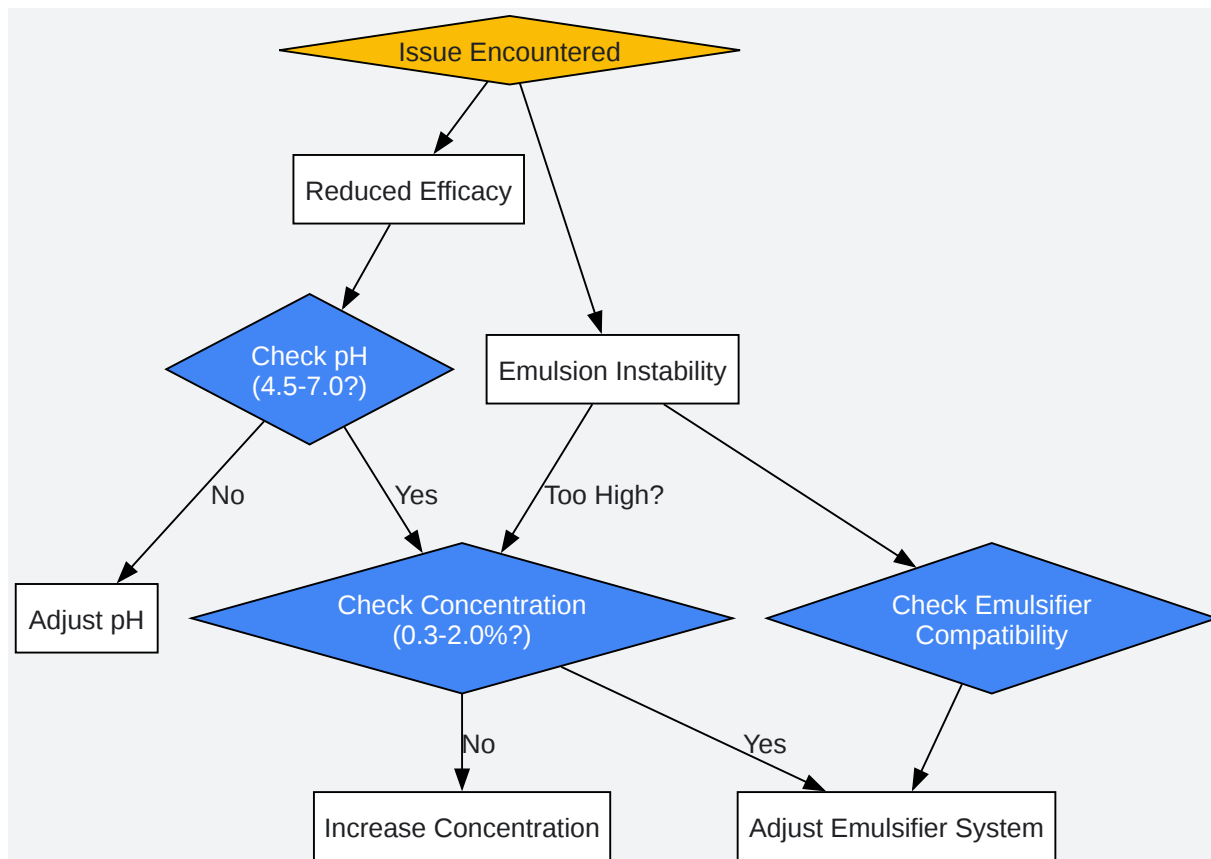 Issue Encountered
Reduced Efficacy
Check pH
(4.5-7.0?)
Emulsion Instability
No
Yes
Too High?
Adjust pH
Check Concentration
(0.3-2.0%?)
Check Emulsifier
Compatibility
No
Yes
Increase Concentration
Adjust Emulsifier System